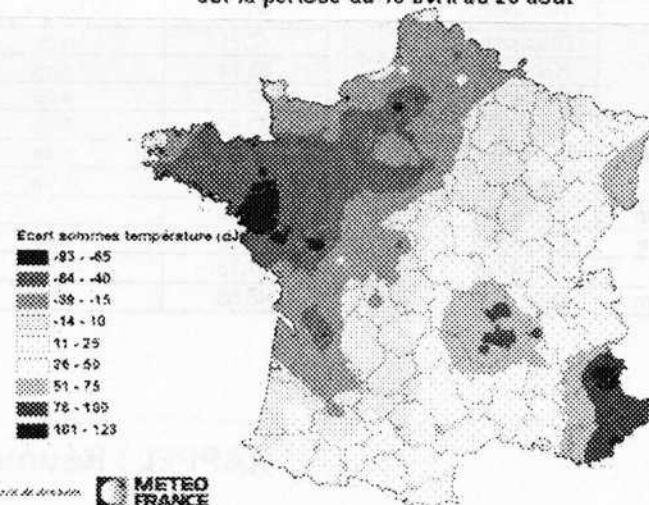 sur la période du 10 avril au 20 août
Ecart sommes température (dJ
-93 - -65
-64 - -40
-39 - -15
-14 - 10
11 - 25
26 - 50
51 - 75
76 - 100
101 - 123
METEO
FRANCE